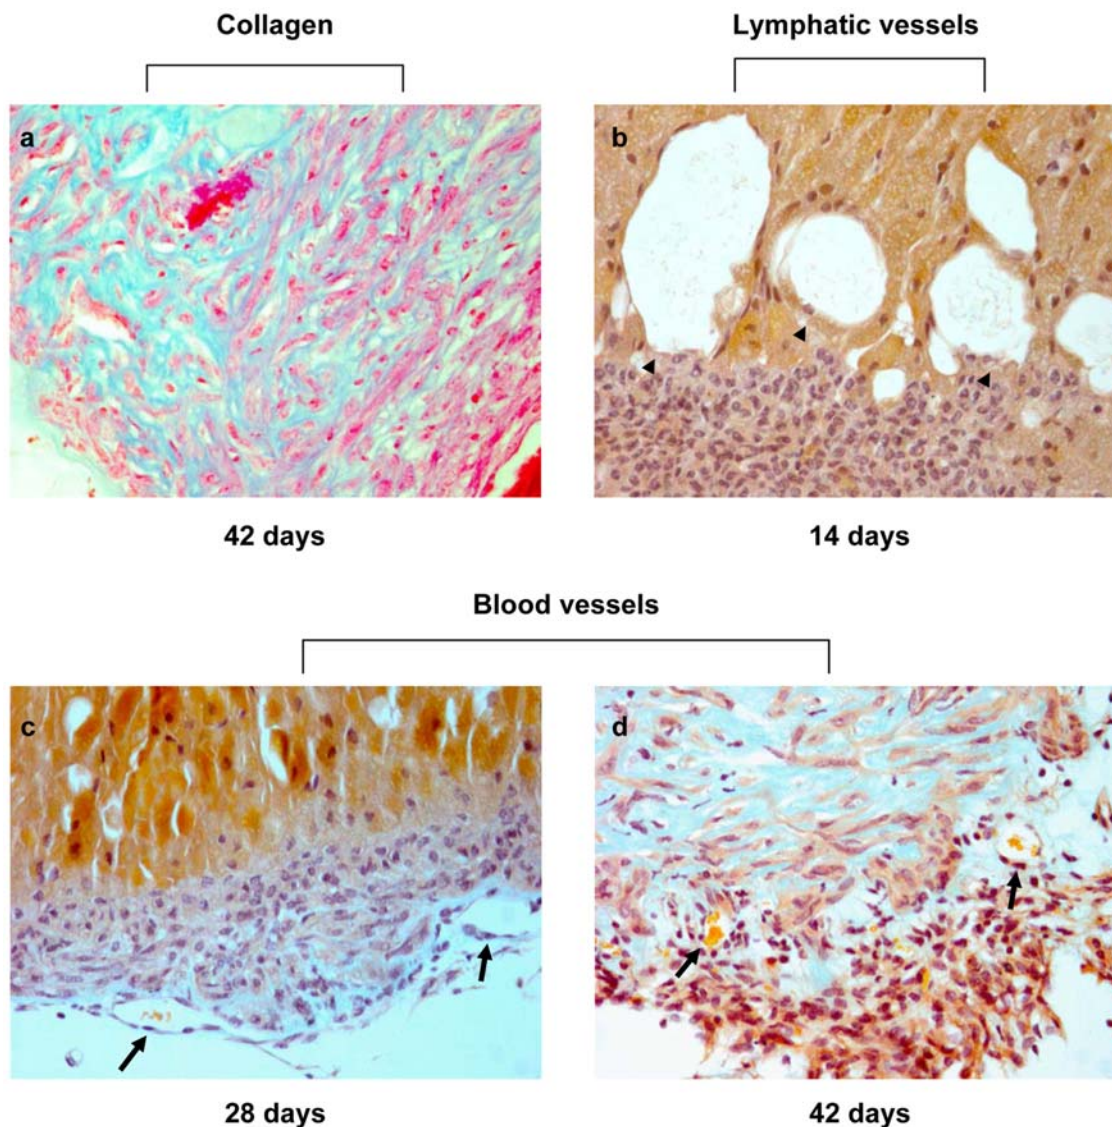 Collagen
Lymphatic vessels
a
b
42 days
14 days
Blood vessels
c
d
28 days
42 days